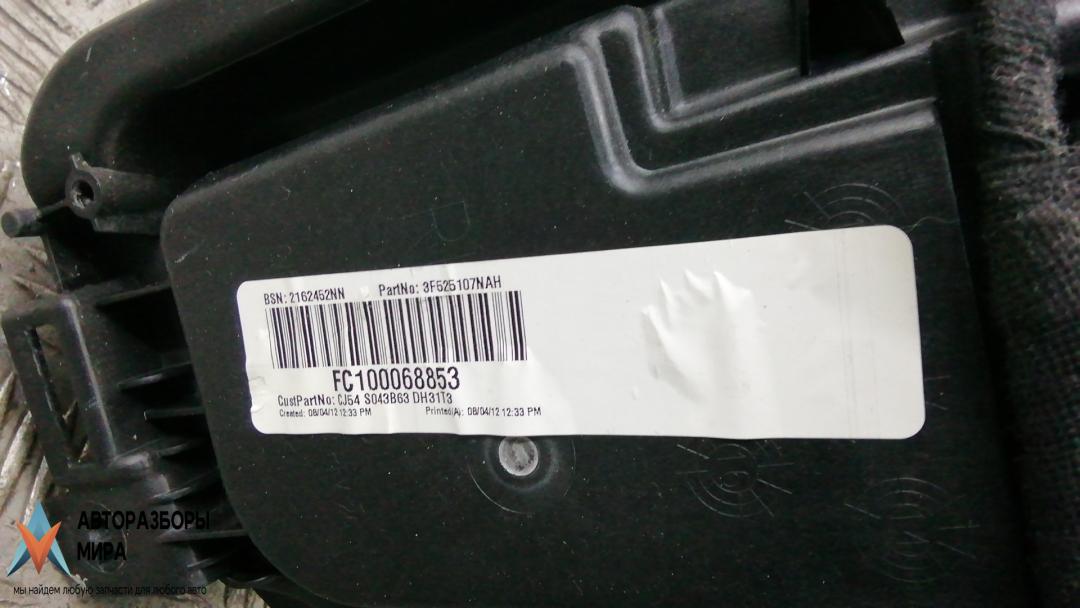 BSN: 2162452NN PartNo: 3F525107NAH
FC100068853
CustPartNo: CJ54 S043B63 DH31T3
Created: 08/04/12 12:33 PM Printed(A): 08/04/12 12:33 PM
АВТОРАЗБОРЫ
МИРА
мы найдем любую запчасти для любого авто